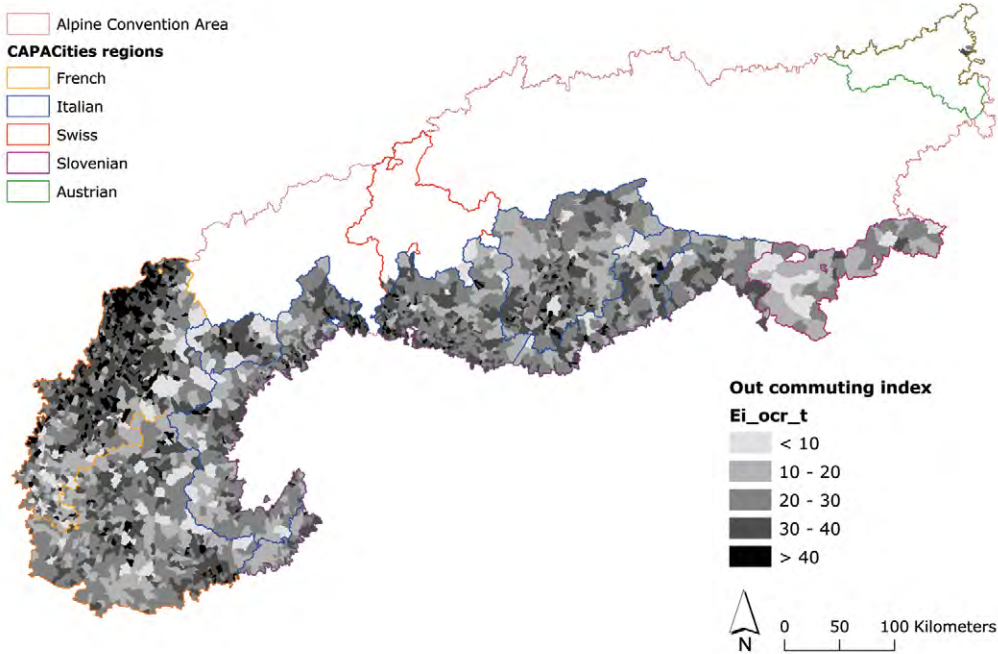 Alpine Convention Area
CAPACities regions
French
Italian
Swiss
Slovenian
Austrian
Out commuting index
Ei_ocr_t
< 10
10 - 20
20 - 30
30 - 40
> 40
N
0 50 100 Kilometers